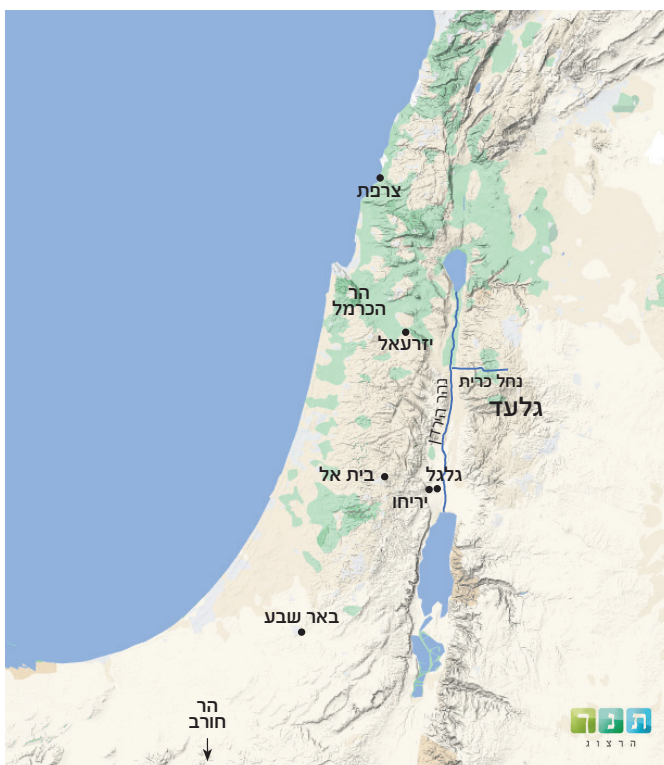 צרפת
הר
הכרמל
יזרעאל
נחל כרית
נהר הירדן
גלעד
בית אל
גלגל
יריחו
באר שבע
הר
חורב
תנך
הרצוג